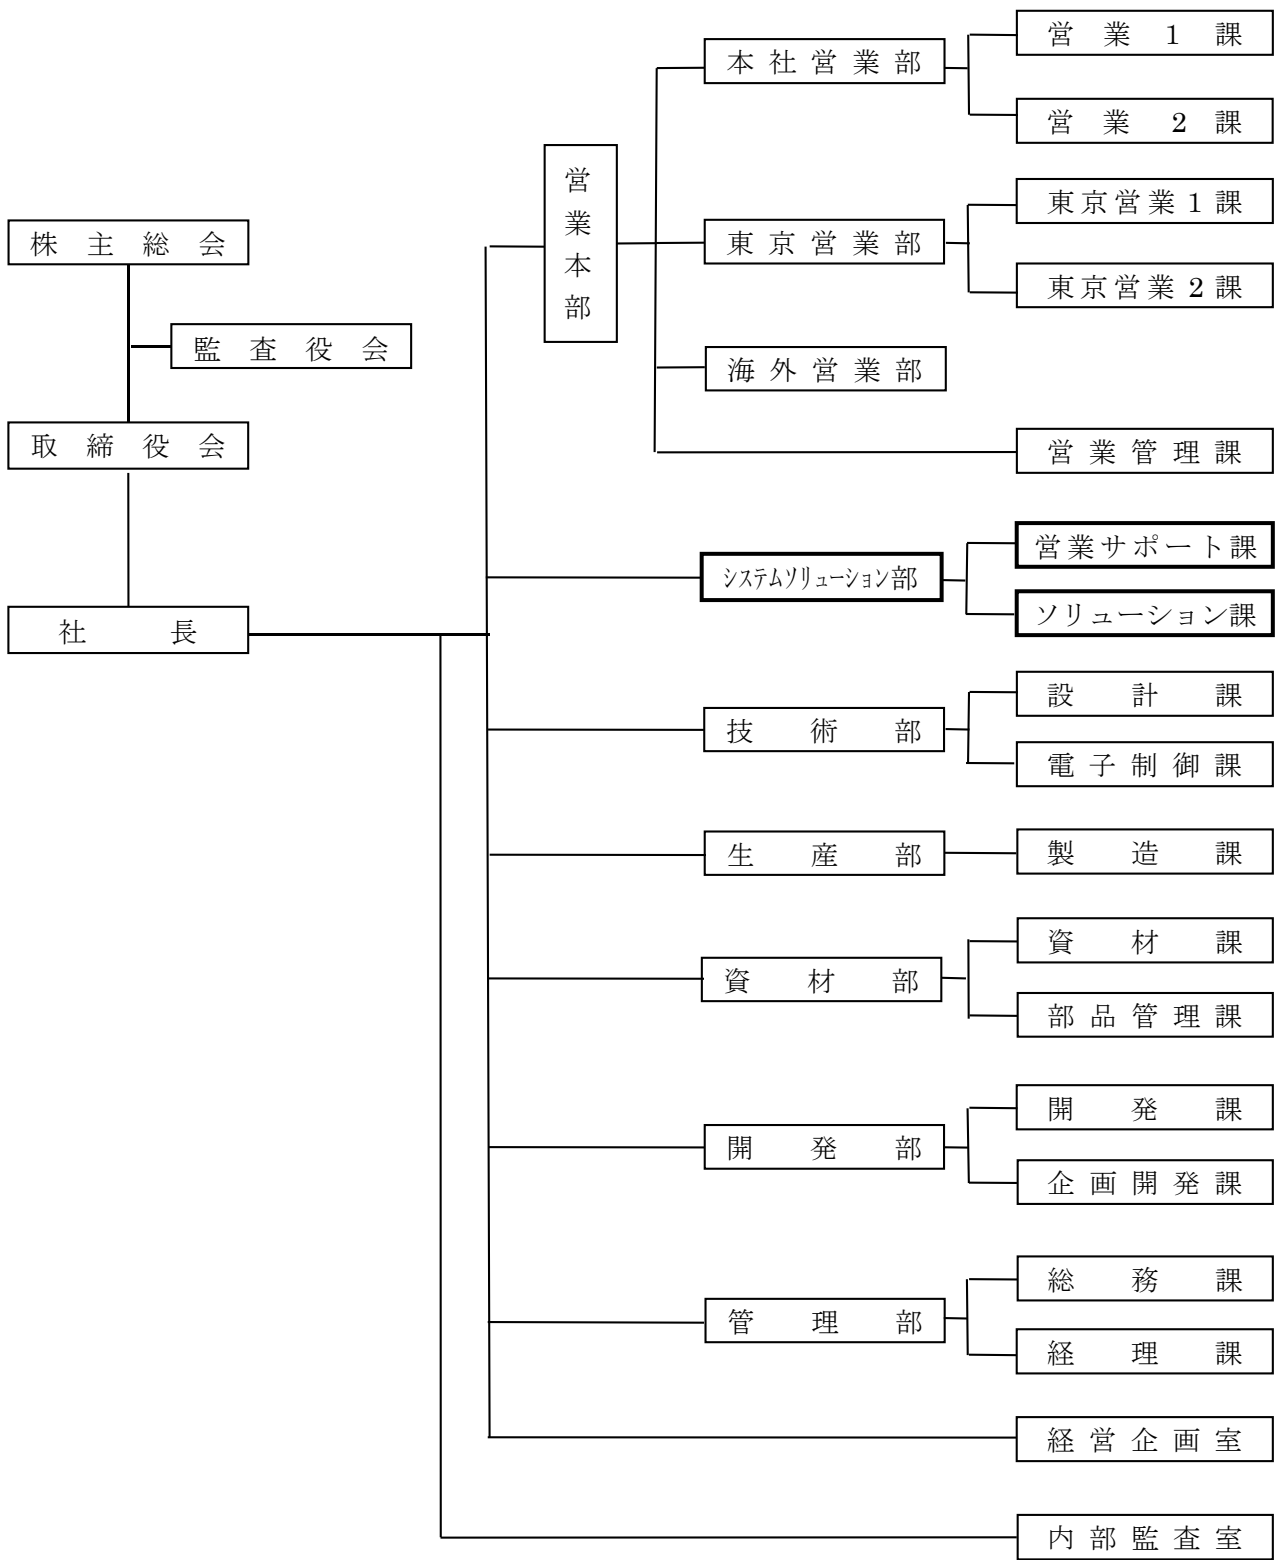 株主総会
監査役会
取締役会
社長
営業本部
本社営業部
営業1課
営業2課
東京営業部
東京営業1課
東京営業2課
海外営業部
営業管理課
システムソリューション部
営業サポート課
ソリューション課
技術部
設計課
電子制御課
生産部
製造課
資材部
資材課
部品管理課
開発部
開発課
企画開発課
管理部
総務課
経理課
経営企画室
内部監査室